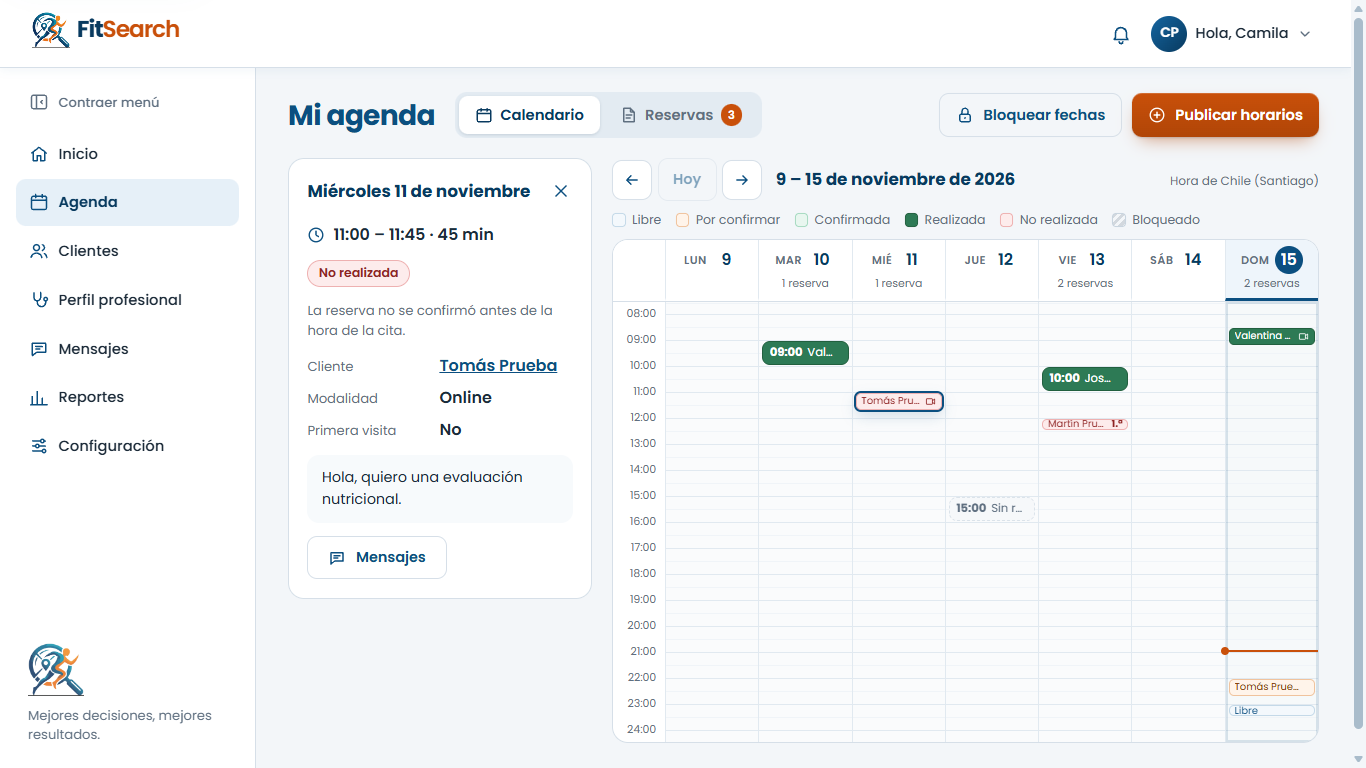 FitSearch
CP Hola, Camila
Contraer menú
Inicio
Agenda
Clientes
Perfil profesional
Mensajes
Reportes
Configuración
Mejores decisiones, mejores
resultados.
Mi agenda
Calendario
Reservas 3
Bloquear fechas
Publicar horarios
Miércoles 11 de noviembre
11:00 – 11:45 · 45 min
No realizada
La reserva no se confirmó antes de la
hora de la cita.
Cliente Tomás Prueba
Modalidad Online
Primera visita No
Hola, quiero una evaluación
nutricional.
Mensajes
Hoy
9 – 15 de noviembre de 2026
Hora de Chile (Santiago)
Libre Por confirmar Confirmada Realizada No realizada Bloqueado
LUN 9 MAR 10 MIÉ 11 JUE 12 VIE 13 SÁB 14 DOM 15
1 reserva 1 reserva 2 reservas 2 reservas
08:00
Valentina ...
09:00
09:00 Val...
10:00
10:00 Jos...
11:00
Tomás Pru...
12:00
Martín Pru... 1.ª
13:00
14:00
15:00
15:00 Sin r...
16:00
17:00
18:00
19:00
20:00
21:00
22:00
Tomás Prue...
23:00
Libre
24:00